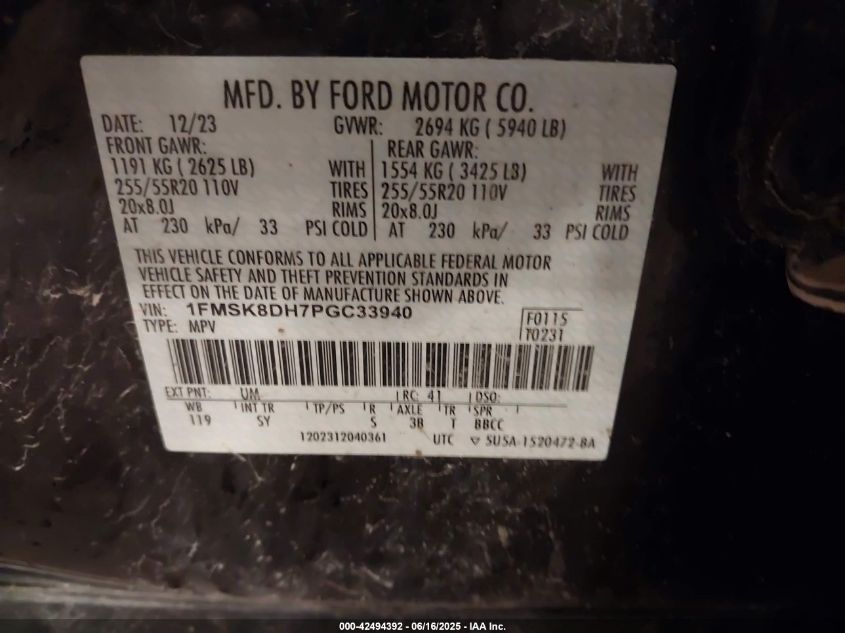 MFD. BY FORD MOTOR CO.
DATE: 12/23 GVWR: 2694 KG ( 5940 LB)
FRONT GAWR: REAR GAWR:
1191 KG ( 2625 LB) WITH 1554 KG ( 3425 LB) WITH
255/55R20 110V TIRES 255/55R20 110V TIRES
20x8.0J RIMS 20x8.0J RIMS
AT 230 kPa/ 33 PSI COLD AT 230 kPa/ 33 PSI COLD
THIS VEHICLE CONFORMS TO ALL APPLICABLE FEDERAL MOTOR
VEHICLE SAFETY AND THEFT PREVENTION STANDARDS IN
EFFECT ON THE DATE OF MANUFACTURE SHOWN ABOVE.
VIN: 1FMSK8DH7PGC33940 F0115
TYPE: MPV T0231
EXT PNT: UM RC: 41 DSO:
WB INT TR TP/PS R AXLE TR SPR
119 SY S 3B T BBCC
1202312040361 UTC ▽ SUSA-1520472-BA
000-42494392 - 06/16/2025 - IAA Inc.